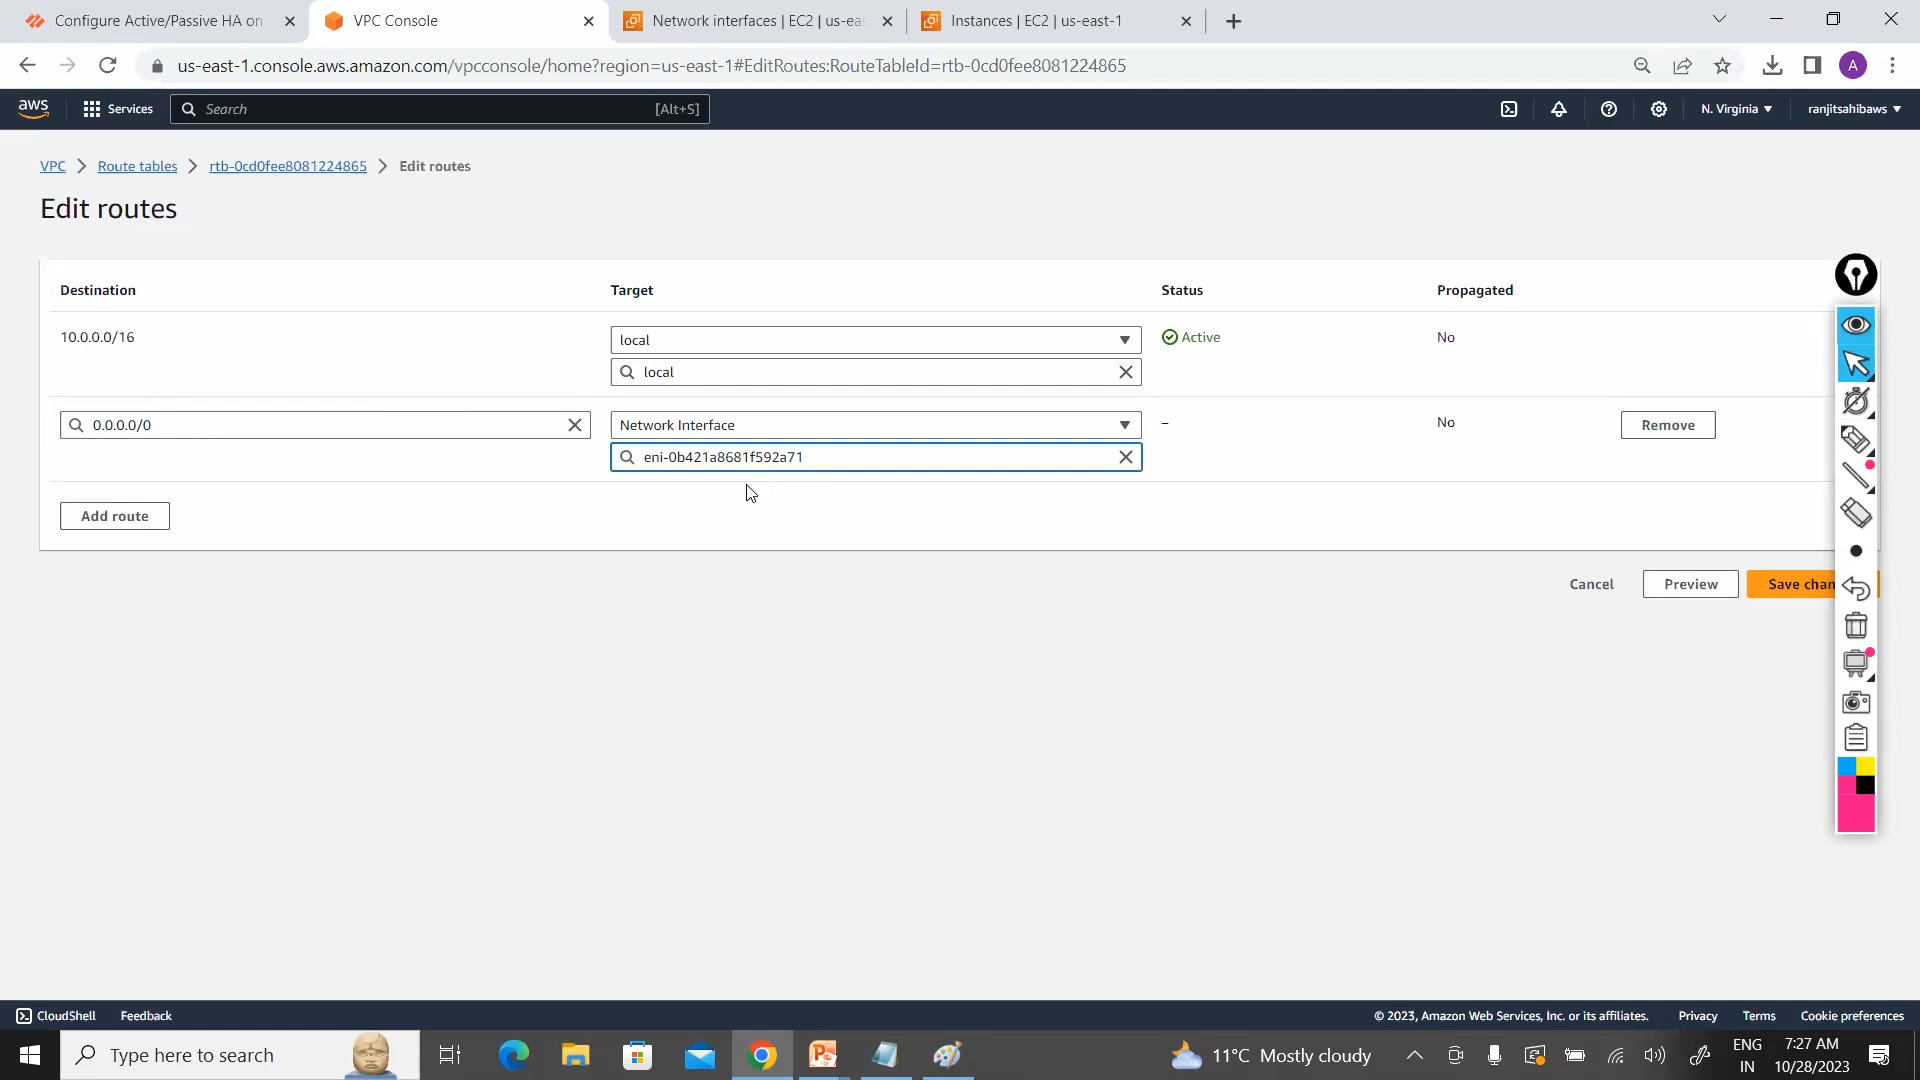 Configure Active/Passive HA on
VPC Console
Network interfaces | EC2 | us-eas
Instances | EC2 | us-east-1
us-east-1.console.aws.amazon.com/vpcconsole/home?region=us-east-1#EditRoutes:RouteTableId=rtb-0cd0fee8081224865
A
aws
Services
Search
[Alt+S]
N. Virginia
ranjitsahibaws
VPC
Route tables
rtb-0cd0fee8081224865
Edit routes
Edit routes
Destination
Target
Status
Propagated
10.0.0.0/16
local
Active
No
local
0.0.0.0/0
Network Interface
–
No
Remove
eni-0b421a8681f592a71
Add route
Cancel
Preview
Save chan
CloudShell
Feedback
© 2023, Amazon Web Services, Inc. or its affiliates.
Privacy
Terms
Cookie preferences
Type here to search
11°C Mostly cloudy
ENG
IN
7:27 AM
10/28/2023